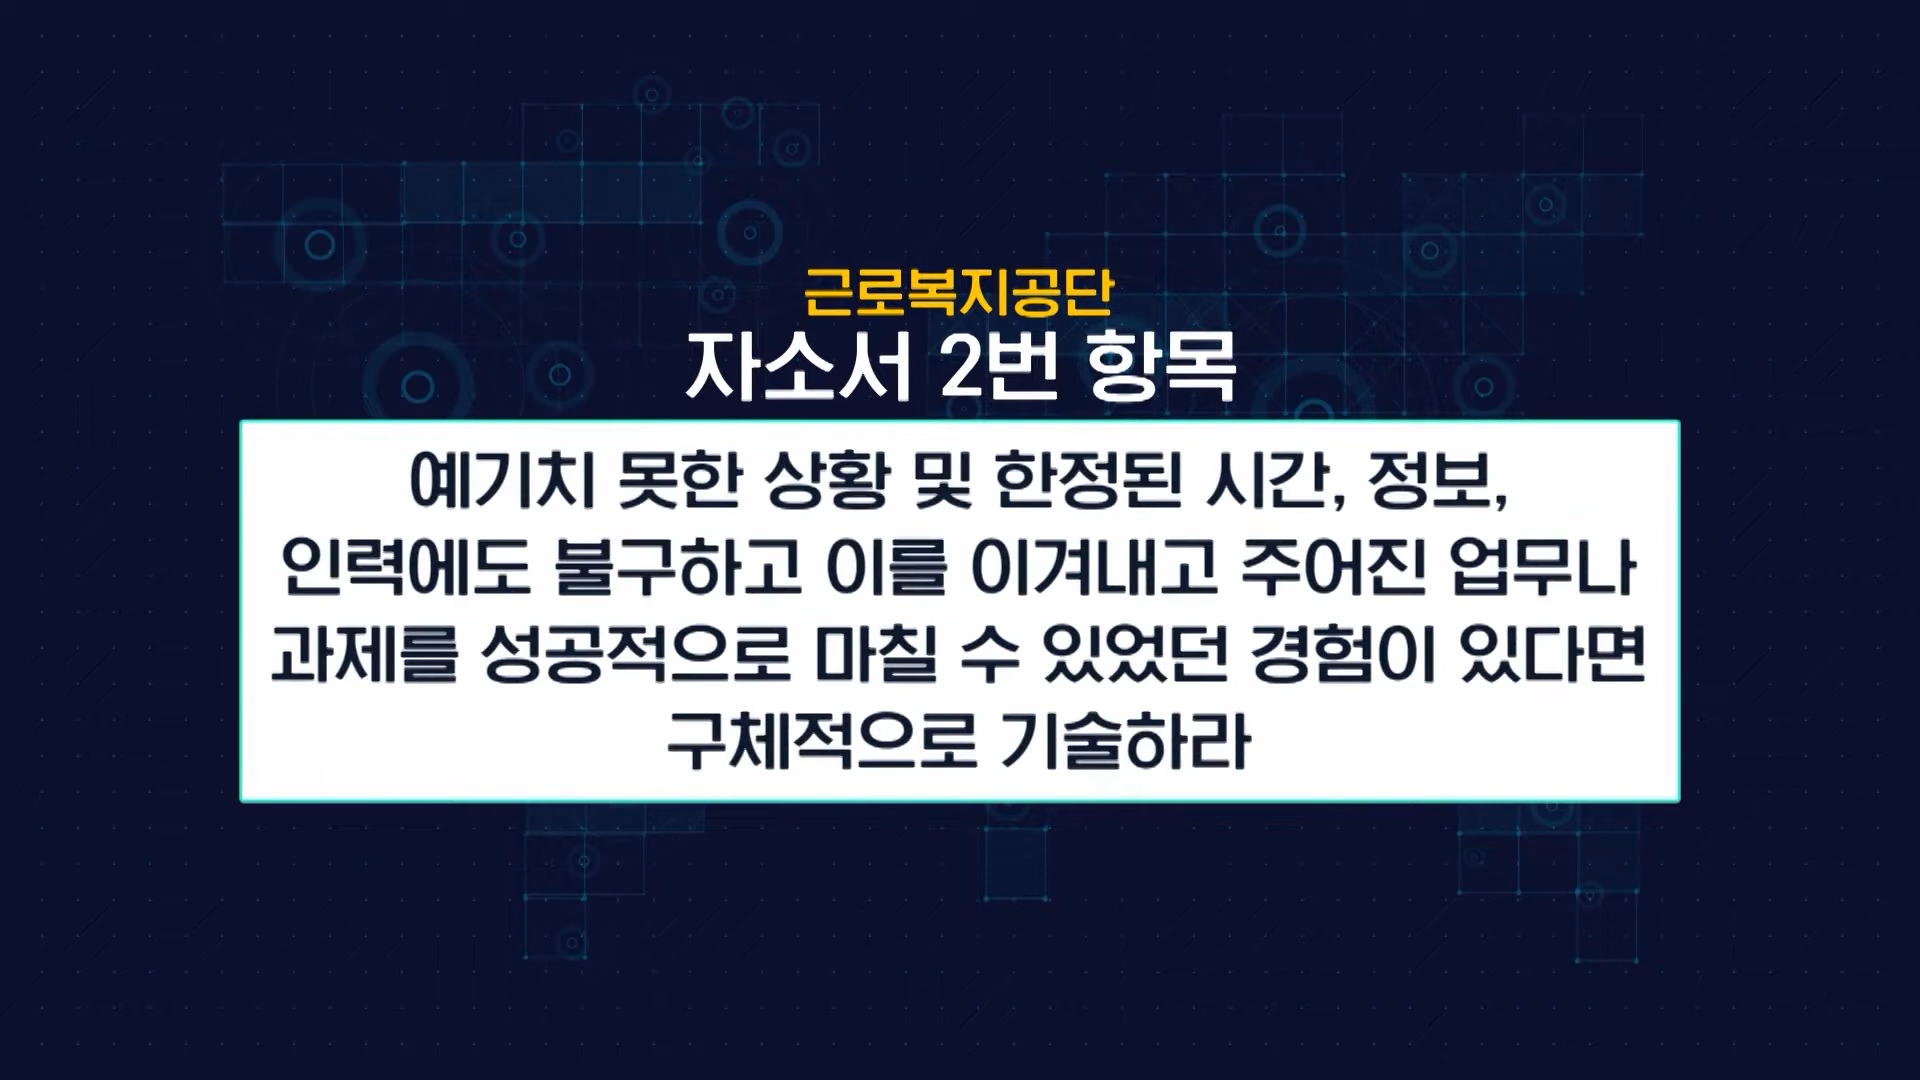 근로복지공단
자소서 2번 항목
예기치 못한 상황 및 한정된 시간, 정보,
인력에도 불구하고 이를 이겨내고 주어진 업무나
과제를 성공적으로 마칠 수 있었던 경험이 있다면
구체적으로 기술하라